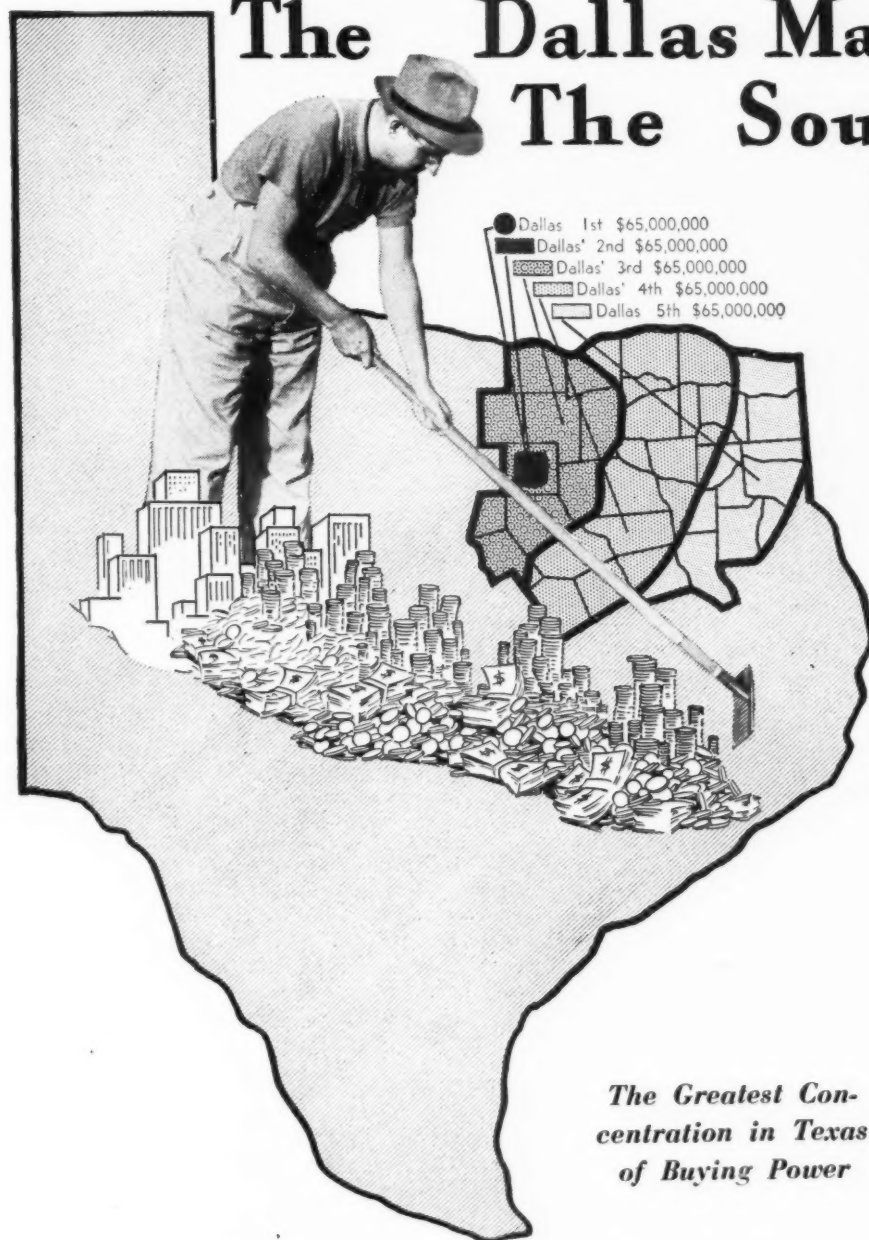 The Dallas Ma
The Sou
Dallas 1st $65,000,000
Dallas' 2nd $65,000,000
Dallas' 3rd $65,000,000
Dallas' 4th $65,000,000
Dallas 5th $65,000,000
$
$
$
$
$
$
The Greatest Con-
centration in Texas
of Buying Power